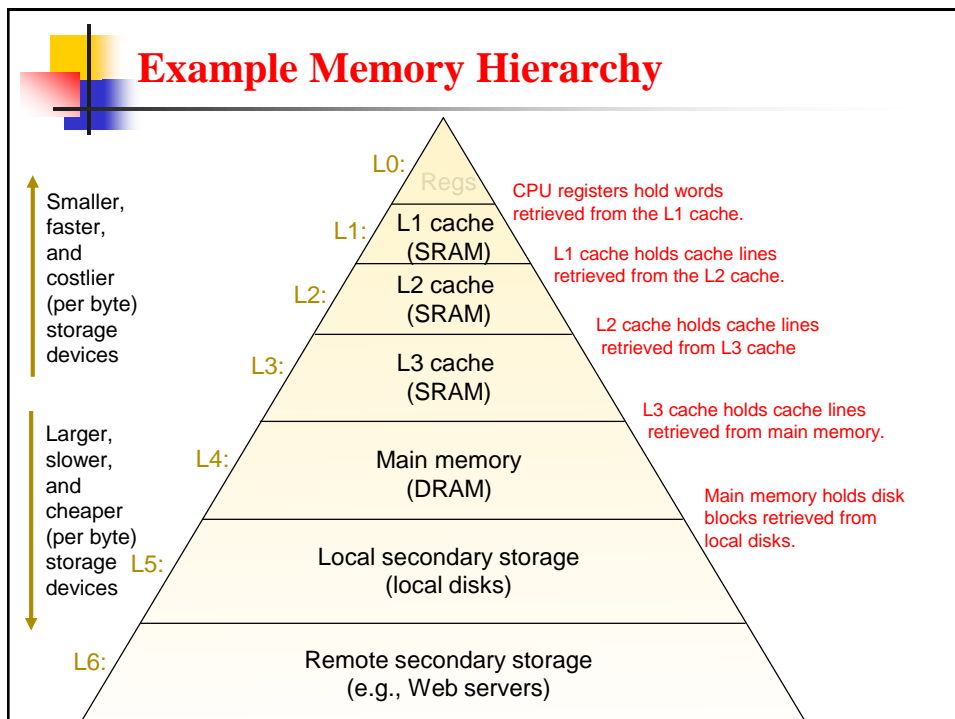 Example Memory Hierarchy
L0:
Regs
CPU registers hold words
retrieved from the L1 cache.
Smaller,
faster,
and
costlier
(per byte)
storage
devices
L1:
L1 cache
(SRAM)
L1 cache holds cache lines
retrieved from the L2 cache.
L2:
L2 cache
(SRAM)
L2 cache holds cache lines
retrieved from L3 cache
L3:
L3 cache
(SRAM)
L3 cache holds cache lines
retrieved from main memory.
Larger,
slower,
and
cheaper
(per byte)
storage
devices
L4:
Main memory
(DRAM)
Main memory holds disk
blocks retrieved from
local disks.
L5:
Local secondary storage
(local disks)
L6:
Remote secondary storage
(e.g., Web servers)